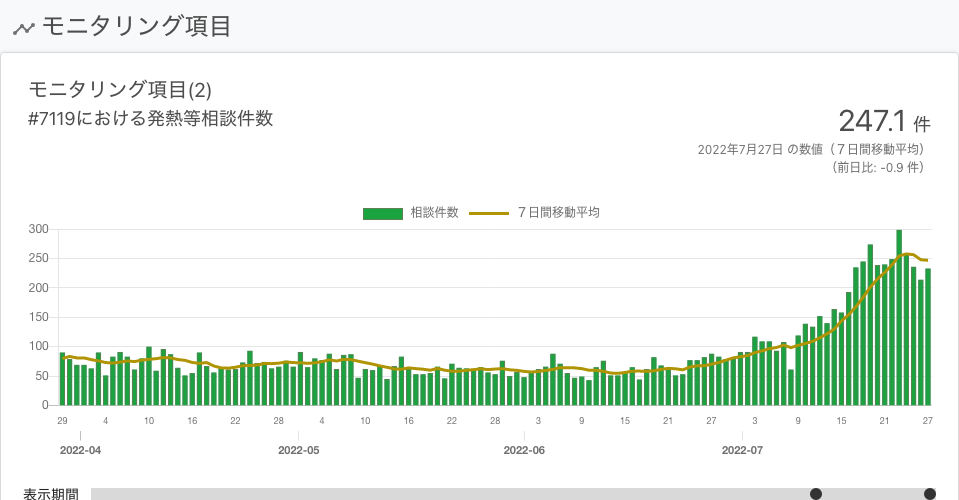 モニタリング項目
モニタリング項目(2)
#7119における発熱等相談件数
247.1 件
2022年7月27日 の数値（７日間移動平均）
（前日比: -0.9 件）
相談件数 ７日間移動平均
300
250
200
150
100
50
0
29 4 10 16 22 28 4 10 16 22 28 3 9 15 21 27 3 9 15 21 27
2022-04 2022-05 2022-06 2022-07
表示期間